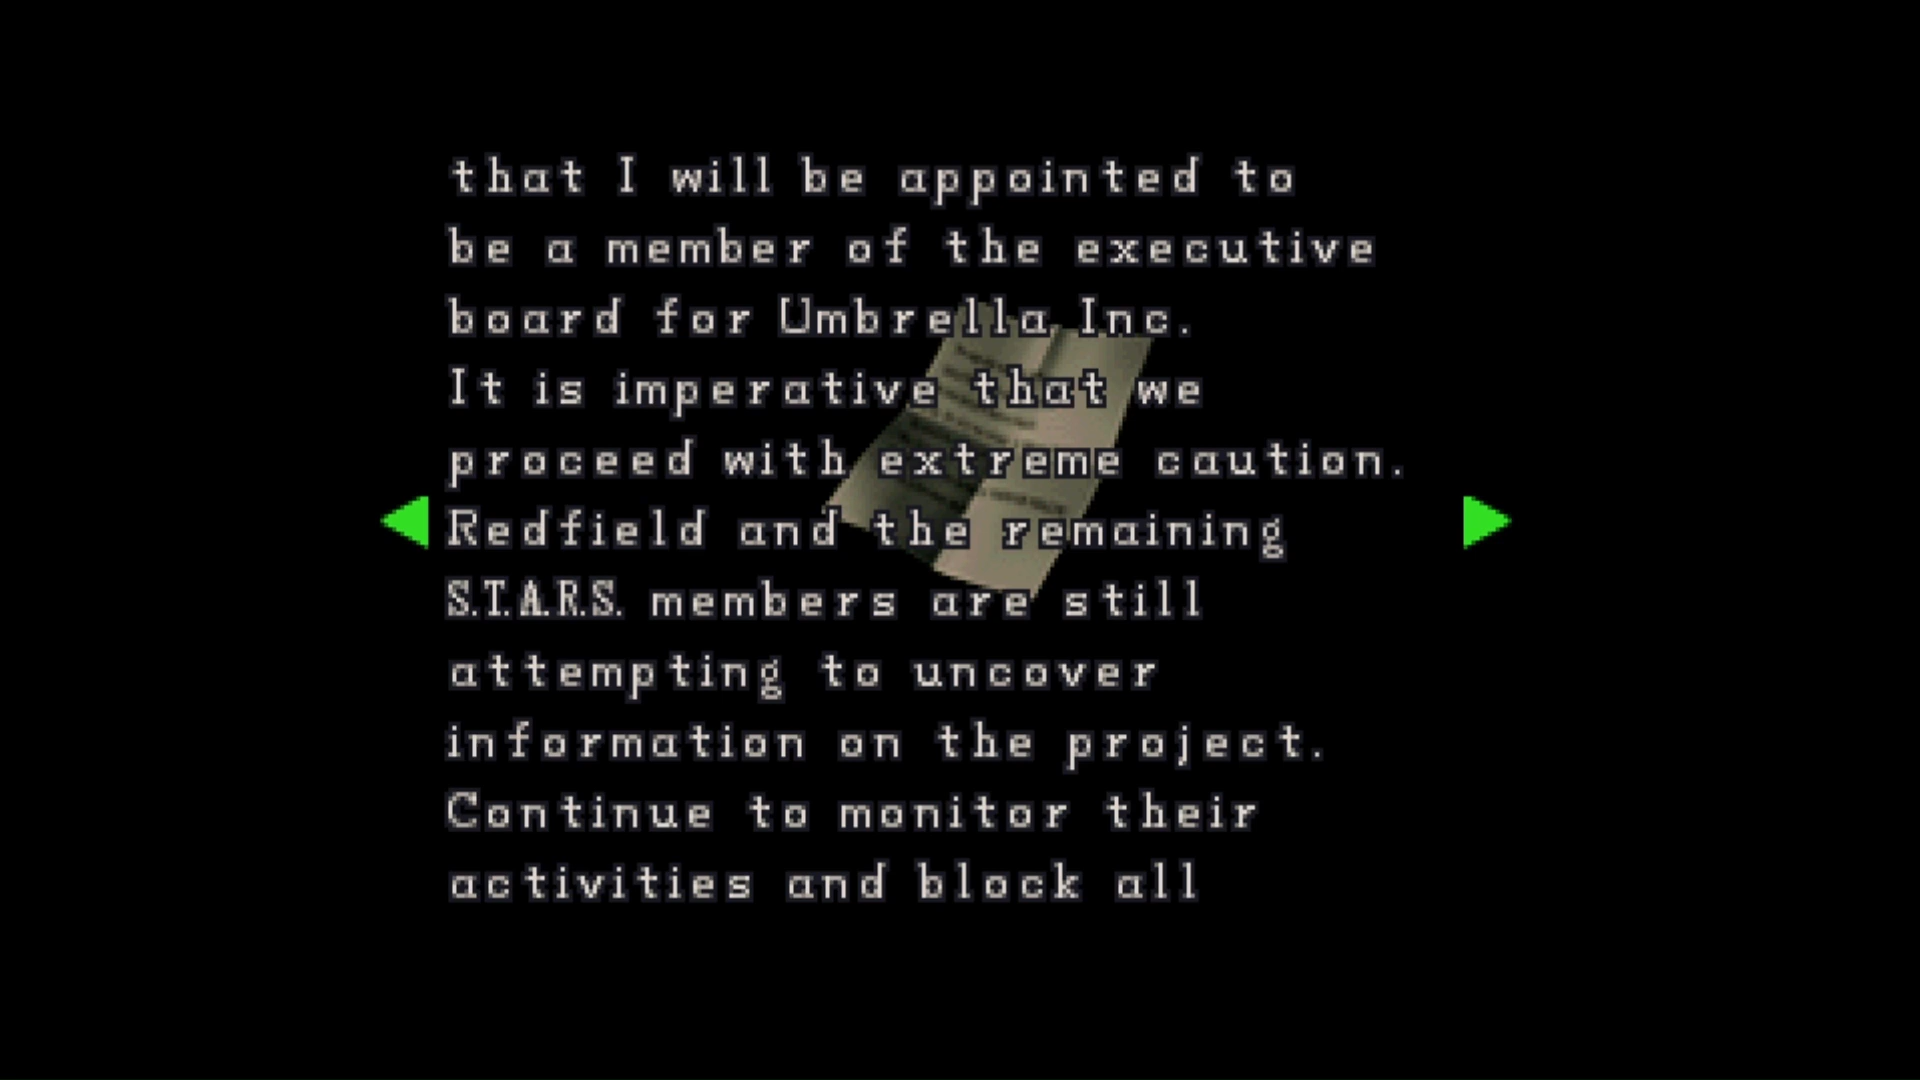 that I will be appointed to
be a member of the executive
board for Umbrella Inc.
It is imperative that we
proceed with extreme caution.
Redfield and the remaining
S.T.A.R.S. members are still
attempting to uncover
information on the project.
Continue to monitor their
activities and block all